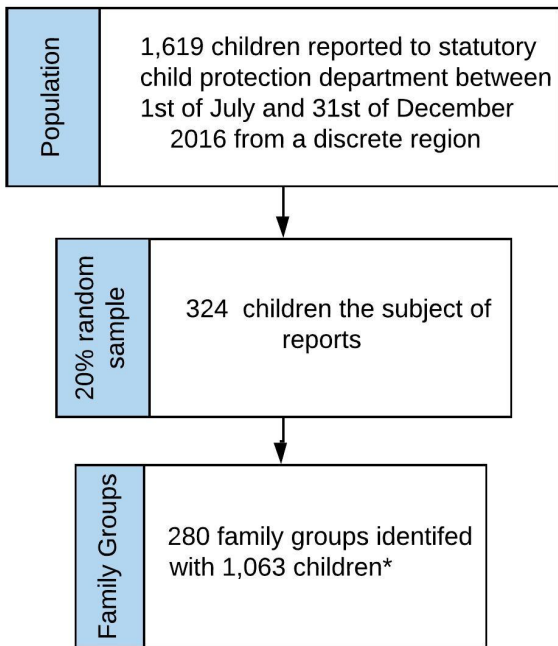 Population
1,619 children reported to statutory
child protection department between
1st of July and 31st of December
2016 from a discrete region
20% random
sample
324 children the subject of
reports
Family Groups
280 family groups identifed
with 1,063 children*